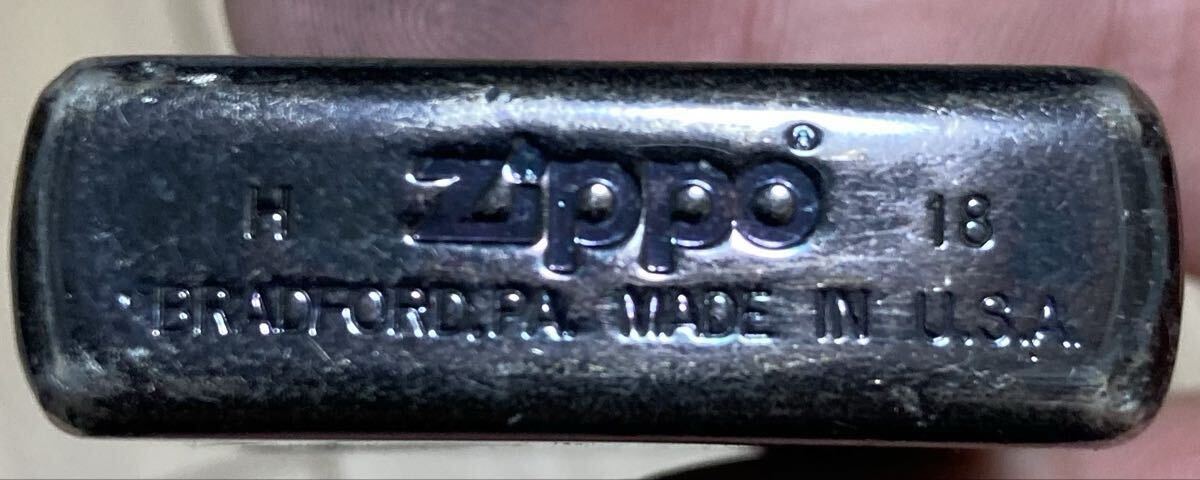 H Zippo® 18
BRADFORD,PA. MADE IN U.S.A.